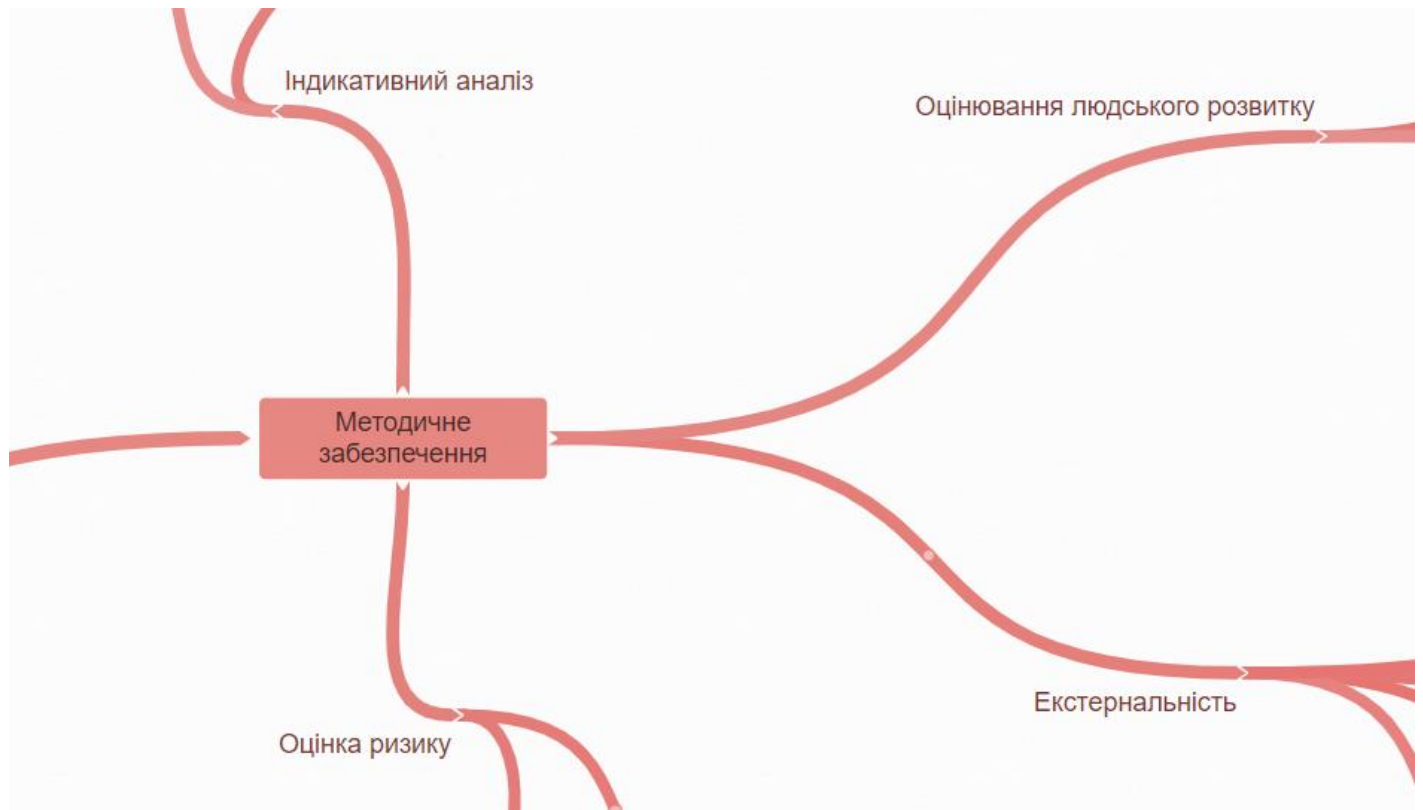 Індикативний аналіз
Оцінювання людського розвитку
Методичне
забезпечення
Екстернальність
Оцінка ризику